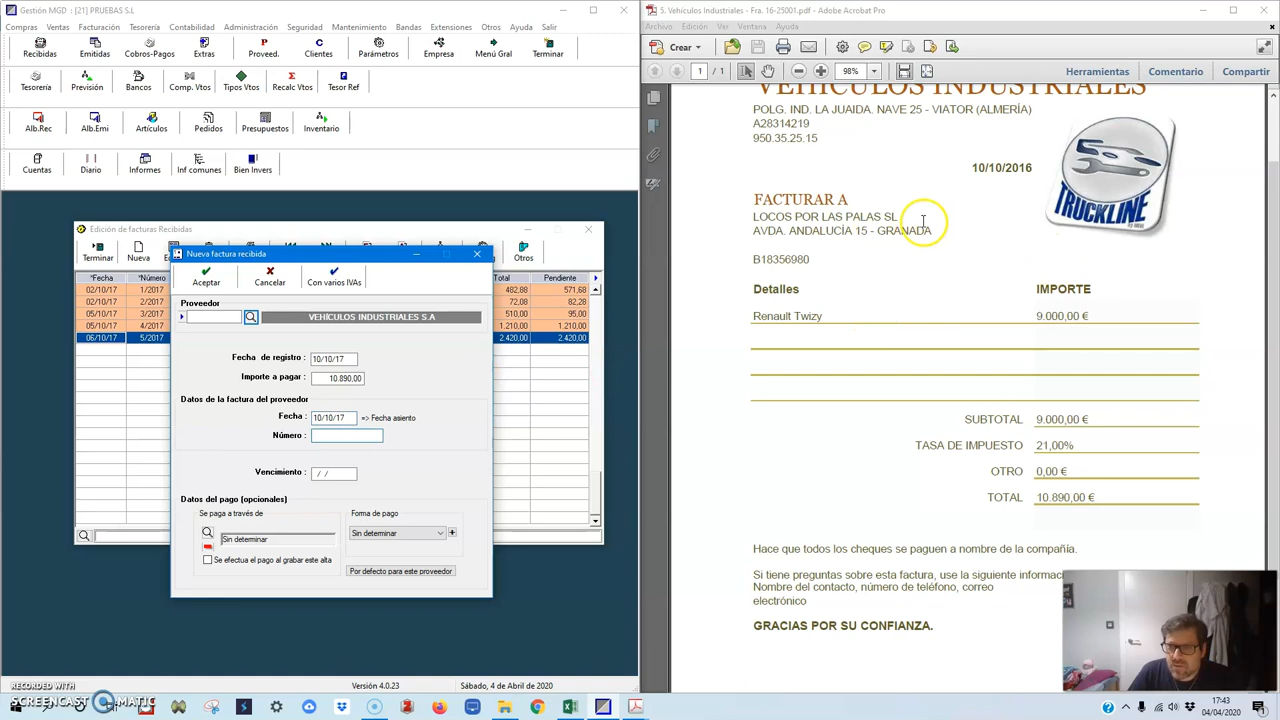 Gestión MGD : [21] PRUEBAS S.L
Compras Ventas Facturación Tesorería Contabilidad Administración Seguridad Mantenimiento Bandeja Extensiones Otros Ayuda Salir
Recibidas Emitidas Cobros-Pagos Extras Proveed. Clientes Parámetros Empresa Menú Gral Terminar
Tesorería Previsión Bancos Comp. Vtos Tipos Vtos Recalc Vtos Tesor Ref
Alb.Rec Alb.Emi Artículos Pedidos Presupuestos Inventario
Cuentas Diario Informes Inf comunes Bien Invers
Edición de facturas Recibidas
Terminar Nueva Otros
*Fecha *Número Total Pendiente
02/10/17 1/2017 482,88 571,68
02/10/17 2/2017 72,08 82,28
05/10/17 3/2017 510,00 95,00
05/10/17 4/2017 1.210,00 1.210,00
06/10/17 5/2017 2.420,00 2.420,00
Nueva factura recibida
Aceptar Cancelar Con varios IVAs
Proveedor
VEHÍCULOS INDUSTRIALES S.A
Fecha de registro : 10/10/17
Importe a pagar : 10.890,00
Datos de la factura del proveedor
Fecha : 10/10/17 => Fecha asiento
Número :
Vencimiento : / /
Datos del pago (opcionales)
Se paga a través de
Sin determinar
Se efectua el pago al grabar este alta
Forma de pago
Sin determinar
Por defecto para este proveedor
Versión 4.0.23 Sábado, 4 de Abril de 2020
5. Vehículos Industriales - Fra. 16-25001.pdf - Adobe Acrobat Pro
Archivo Edición Ver Ventana Ayuda
Crear
1 / 1 98% Herramientas Comentario Compartir
VEHÍCULOS INDUSTRIALES
POLG. IND. LA JUAIDA. NAVE 25 - VIATOR (ALMERÍA)
A28314219
950.35.25.15
10/10/2016
TRUCKLINE
FACTURAR A
LOCOS POR LAS PALAS SL
AVDA. ANDALUCÍA 15 - GRANADA
B18356980
Detalles IMPORTE
Renault Twizy 9.000,00 €
SUBTOTAL 9.000,00 €
TASA DE IMPUESTO 21,00%
OTRO 0,00 €
TOTAL 10.890,00 €
Hace que todos los cheques se paguen a nombre de la compañía.
Si tiene preguntas sobre esta factura, use la siguiente informaci
Nombre del contacto, número de teléfono, correo
electrónico
GRACIAS POR SU CONFIANZA.
RECORDED WITH
SCREENCAST MATIC
17:43
04/04/2020